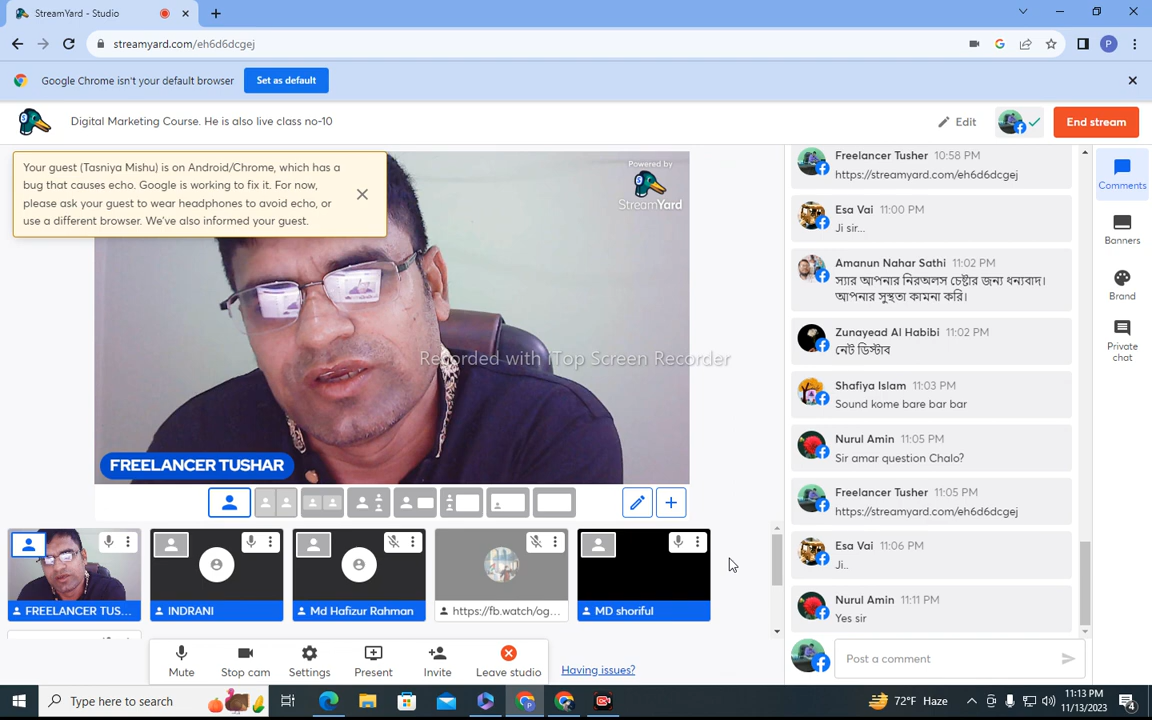 StreamYard - Studio
streamyard.com/eh6d6dcgej
P
Google Chrome isn't your default browser
Set as default
Digital Marketing Course. He is also live class no-10
Edit
End stream
Your guest (Tasniya Mishu) is on Android/Chrome, which has a
bug that causes echo. Google is working to fix it. For now,
please ask your guest to wear headphones to avoid echo, or
use a different browser. We've also informed your guest.
Powered by
StreamYard
Recorded with iTop Screen Recorder
FREELANCER TUSHAR
FREELANCER TUS...
INDRANI
Md Hafizur Rahman
https://fb.watch/og...
MD shoriful
Mute
Stop cam
Settings
Present
Invite
Leave studio
Having issues?
Freelancer Tusher 10:58 PM
https://streamyard.com/eh6d6dcgej
Esa Vai 11:00 PM
Ji sir...
Amanun Nahar Sathi 11:02 PM
স্যার আপনার নিরঅলস চেষ্টার জন্য ধন্যবাদ।
আপনার সুস্থতা কামনা করি।
Zunayead Al Habibi 11:02 PM
নেট ডিস্টাব
Shafiya Islam 11:03 PM
Sound kome bare bar bar
Nurul Amin 11:05 PM
Sir amar question Chalo?
Freelancer Tusher 11:05 PM
https://streamyard.com/eh6d6dcgej
Esa Vai 11:06 PM
Ji..
Nurul Amin 11:11 PM
Yes sir
Post a comment
Comments
Banners
Brand
Private
chat
Type here to search
72°F Haze
11:13 PM
11/13/2023
4